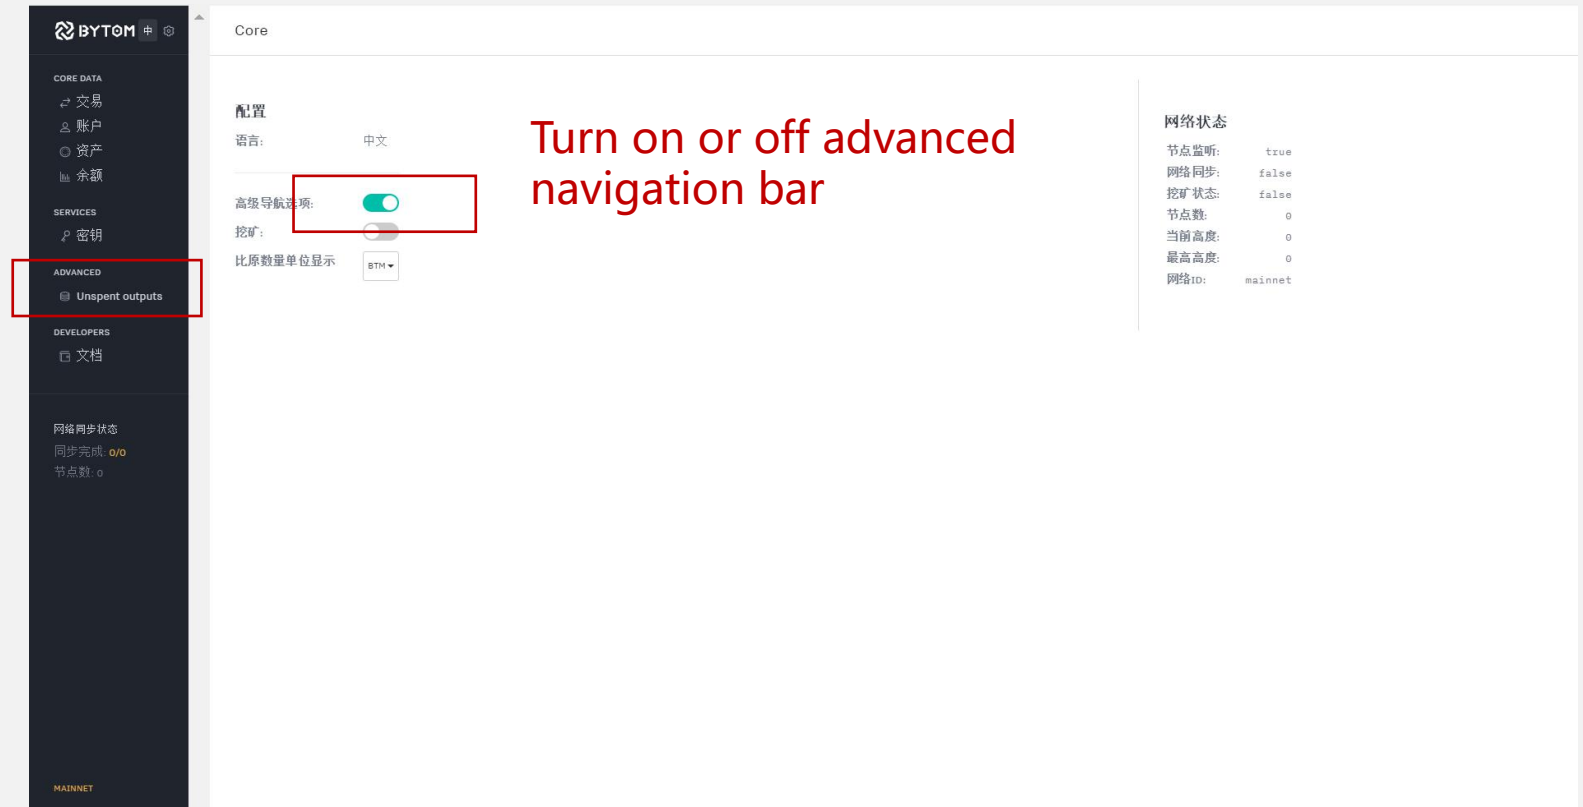 BYTOM 中
CORE DATA
交易
账户
资产
余额
SERVICES
密钥
ADVANCED
Unspent outputs
DEVELOPERS
文档
网络同步状态
同步完成: 0/0
节点数: 0
MAINNET
Core
配置
语言: 中文
高级导航选项:
挖矿:
比原数量单位显示 BTM
Turn on or off advanced
navigation bar
网络状态
节点监听: true
网络同步: false
挖矿状态: false
节点数: 0
当前高度: 0
最高高度: 0
网络ID: mainnet